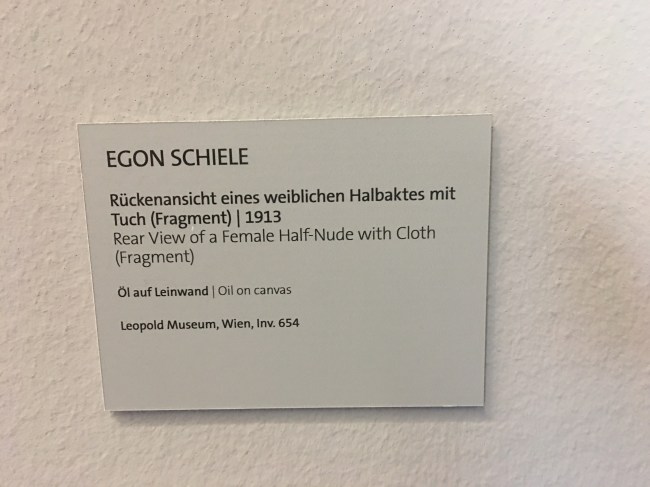 EGON SCHIELE
Rückenansicht eines weiblichen Halbaktes mit
Tuch (Fragment) | 1913
Rear View of a Female Half-Nude with Cloth
(Fragment)
Öl auf Leinwand | Oil on canvas
Leopold Museum, Wien, Inv. 654